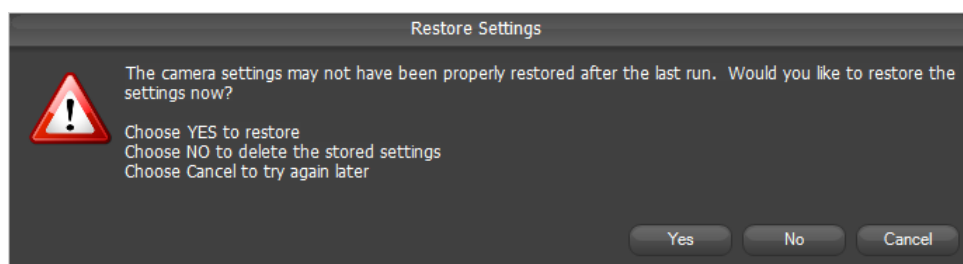 Restore Settings
The camera settings may not have been properly restored after the last run.  Would you like to restore the
settings now?
Choose YES to restore
Choose NO to delete the stored settings
Choose Cancel to try again later
Yes No Cancel